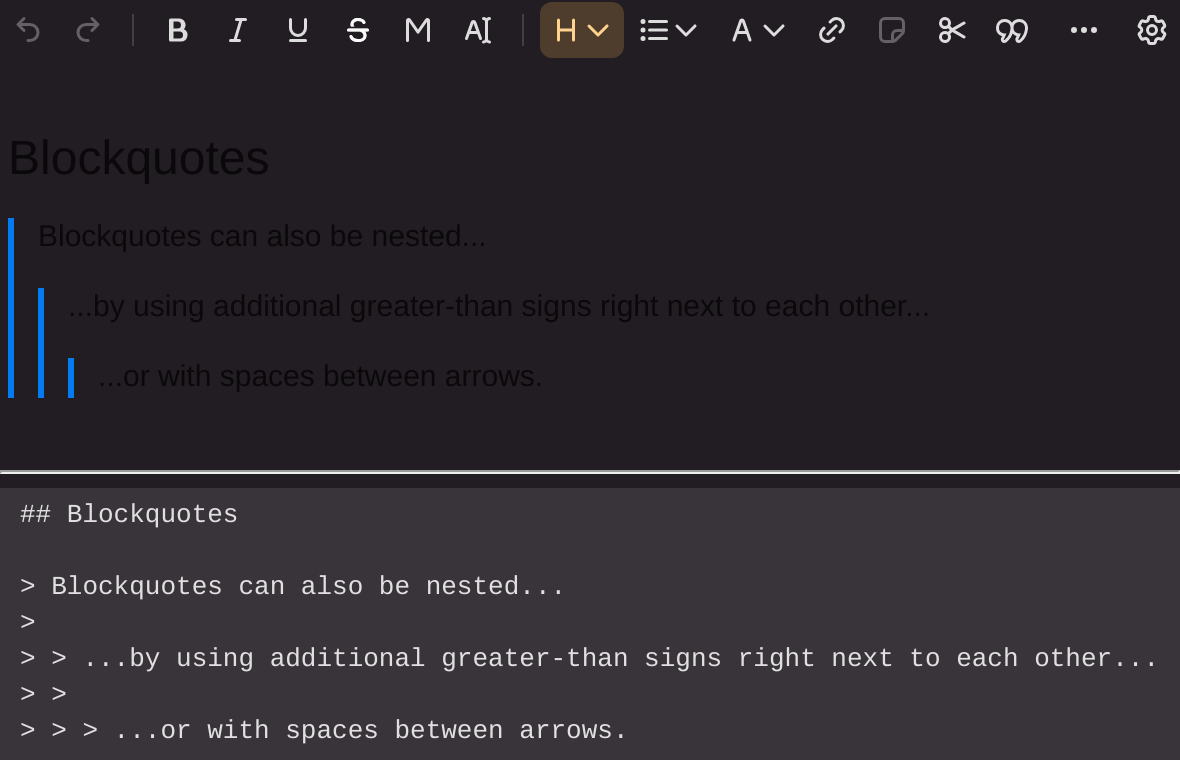 B I U S M A H A
Blockquotes
Blockquotes can also be nested...
...by using additional greater-than signs right next to each other...
...or with spaces between arrows.
## Blockquotes
> Blockquotes can also be nested...
>
> > ...by using additional greater-than signs right next to each other...
> >
> > > ...or with spaces between arrows.